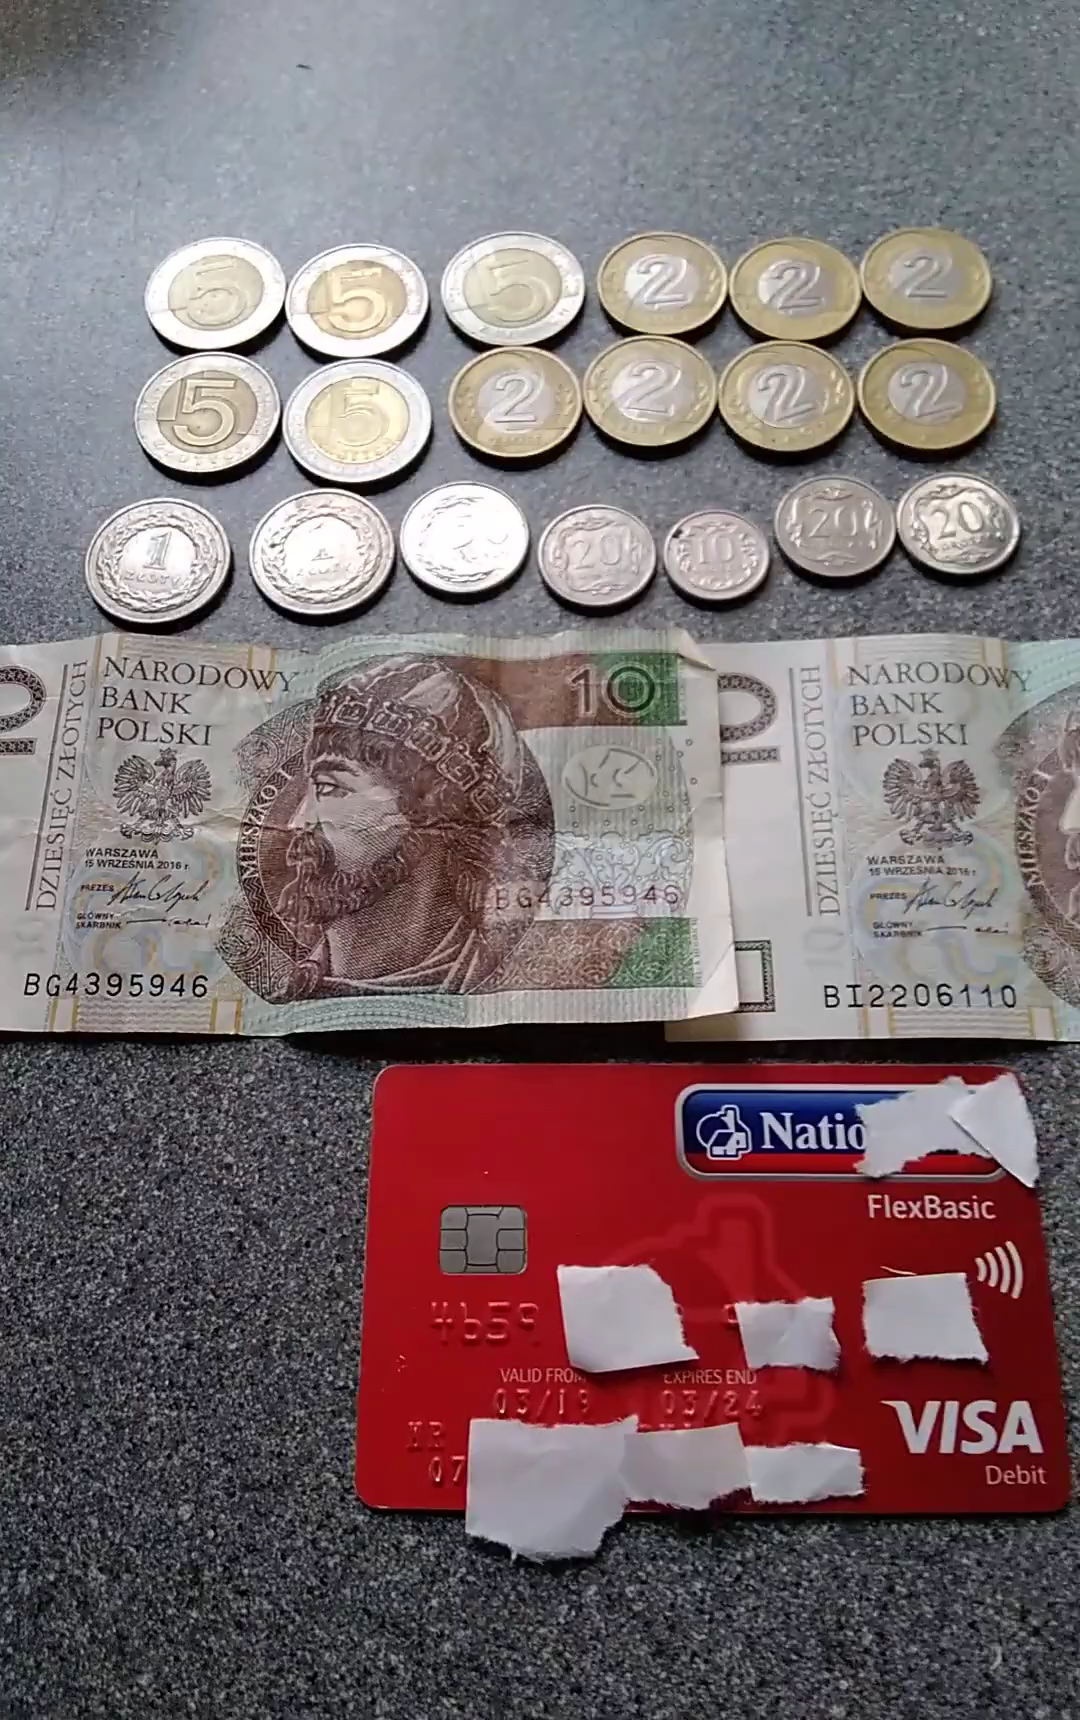 5 5 5 2 2 2
5 5 2 2 2 2
1 ZŁOTY 1 20 10 20 20
DZIESIĘĆ ZŁOTYCH
NARODOWY
BANK
POLSKI
WARSZAWA
15 WRZEŚNIA 2016 r.
PREZES
GŁÓWNY
SKARBNIK
MIESZKO I
10
BG4395946
BG4395946
DZIESIĘĆ ZŁOTYCH
NARODOWY
BANK
POLSKI
WARSZAWA
15 WRZEŚNIA 2016 r.
PREZES
GŁÓWNY
SKARBNIK
MIESZKO I
BI2206110
Natio
FlexBasic
4659
VALID FROM EXPIRES END
03/19 03/24
MR
07
VISA
Debit